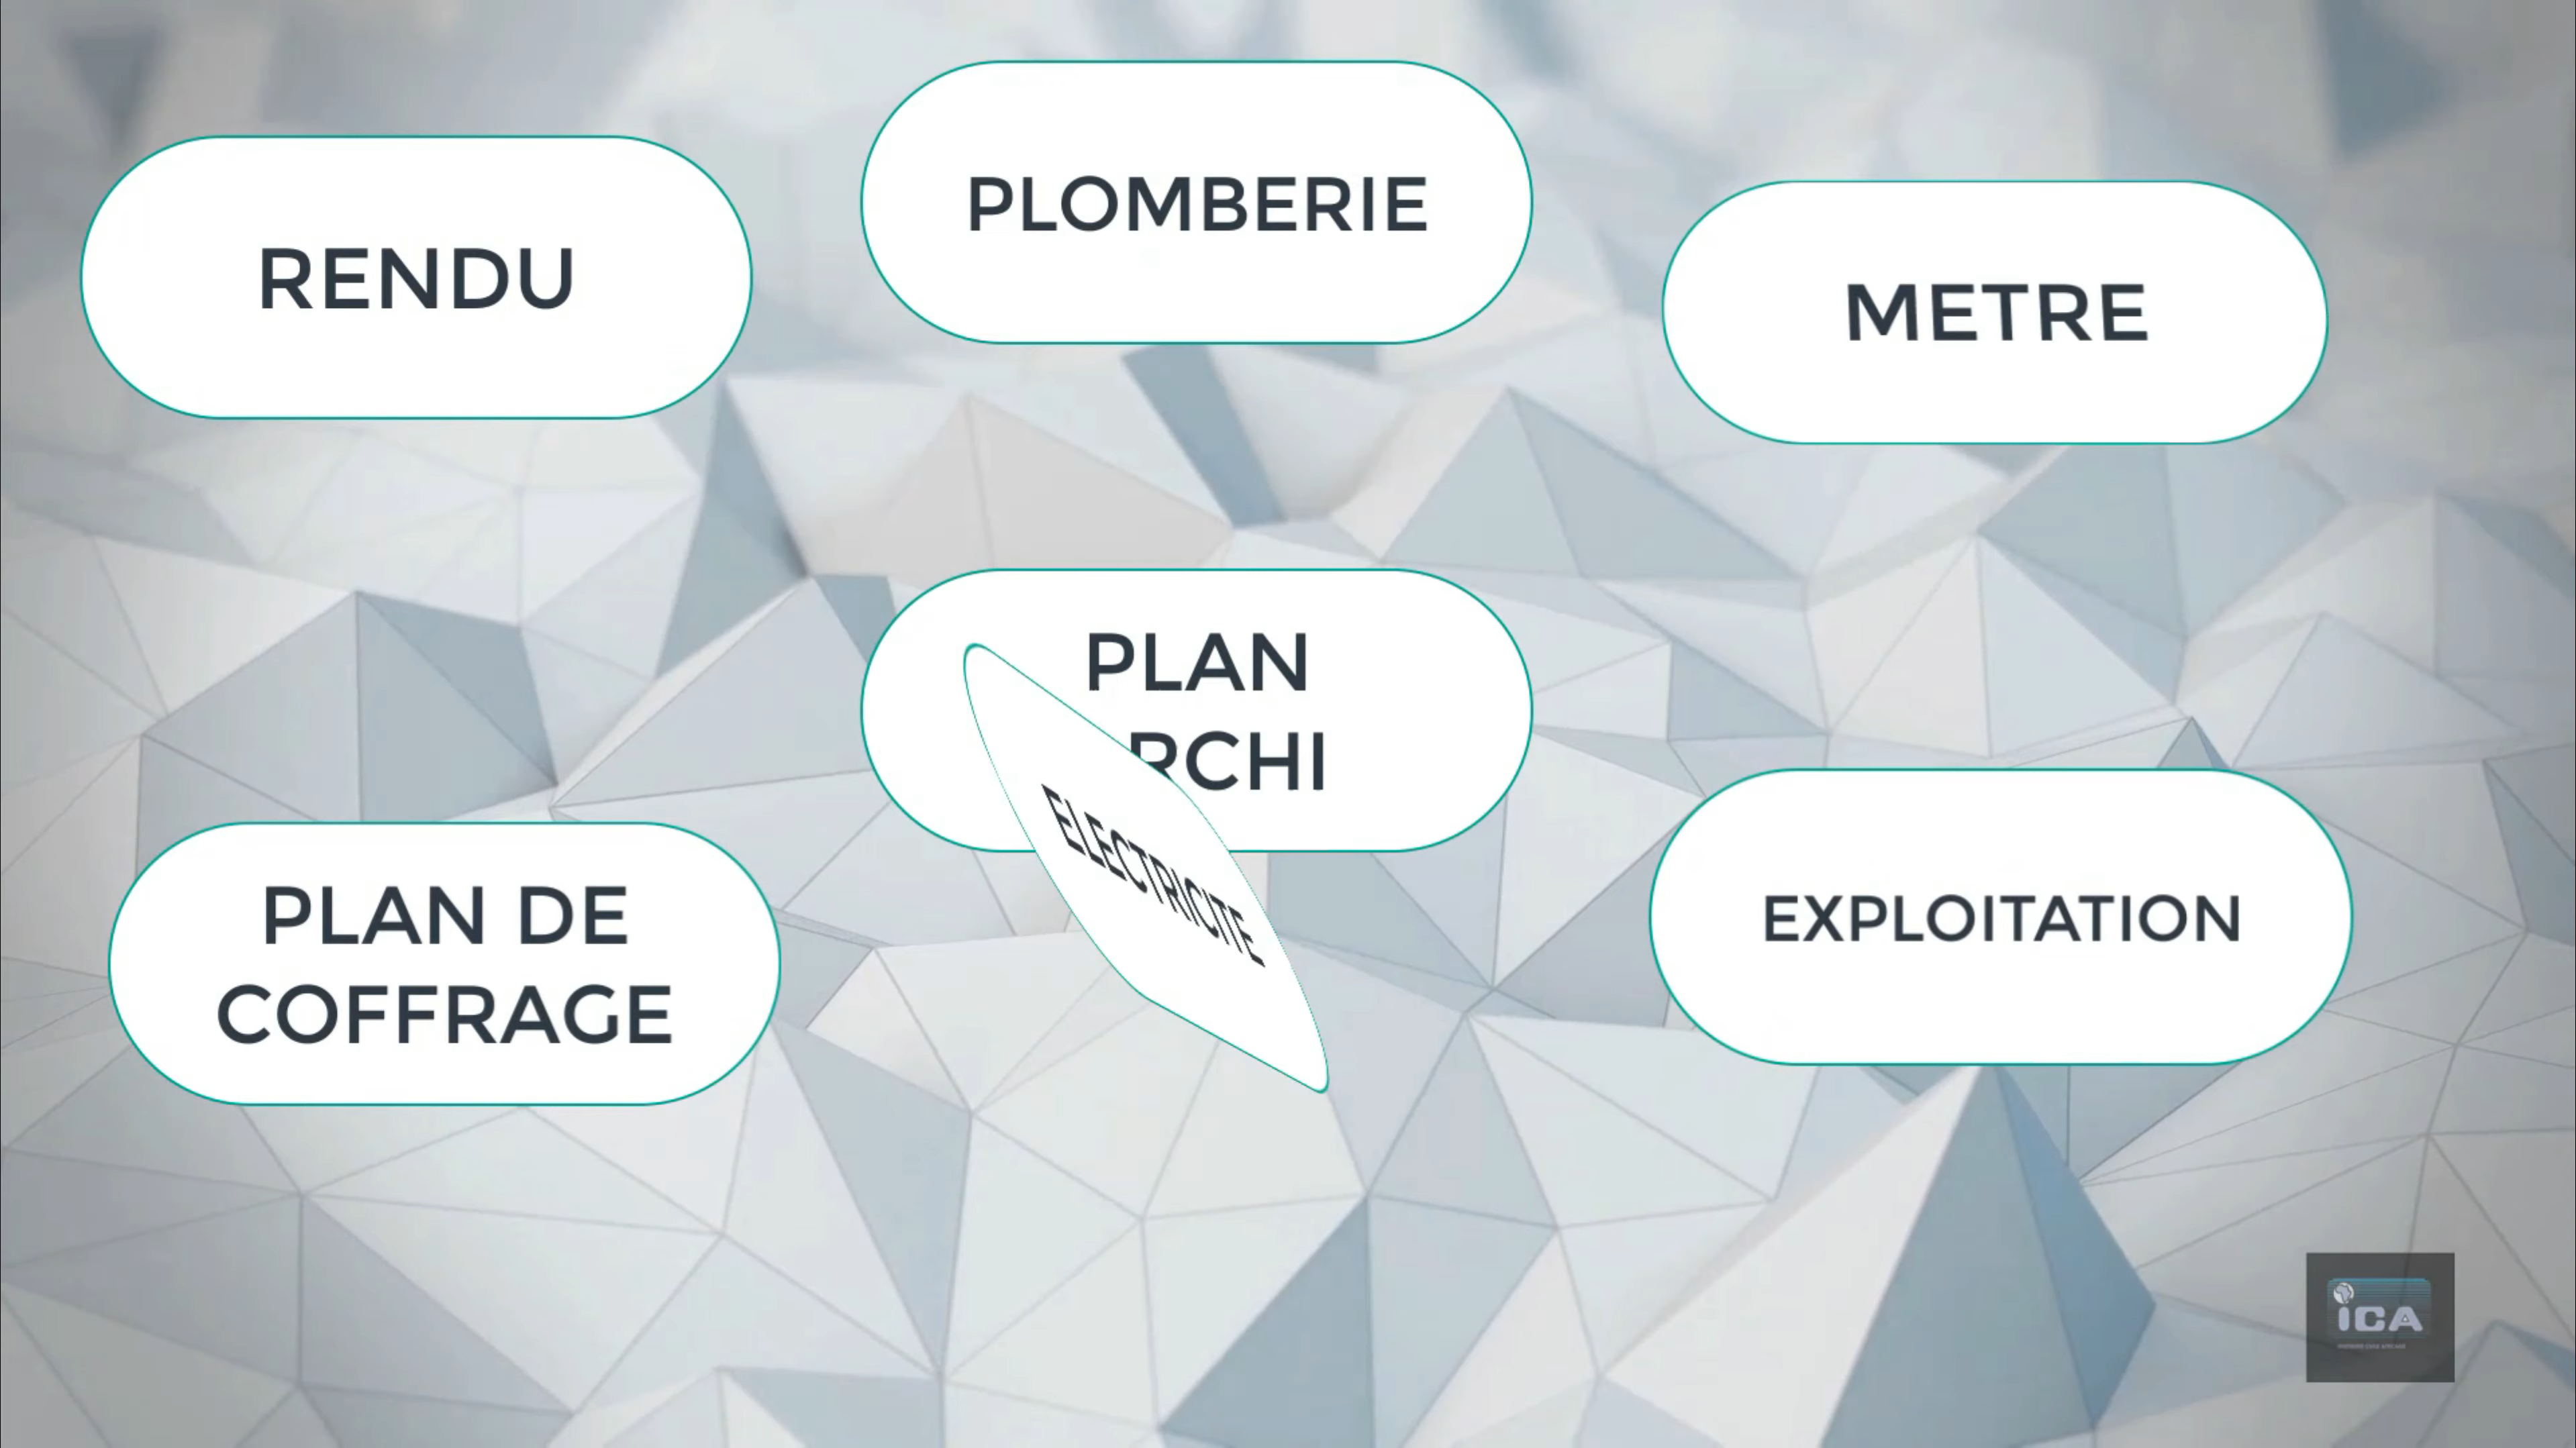 PLOMBERIE
RENDU
METRE
PLAN
RCHI
ELECTRICITE
PLAN DE
COFFRAGE
EXPLOITATION
iCA